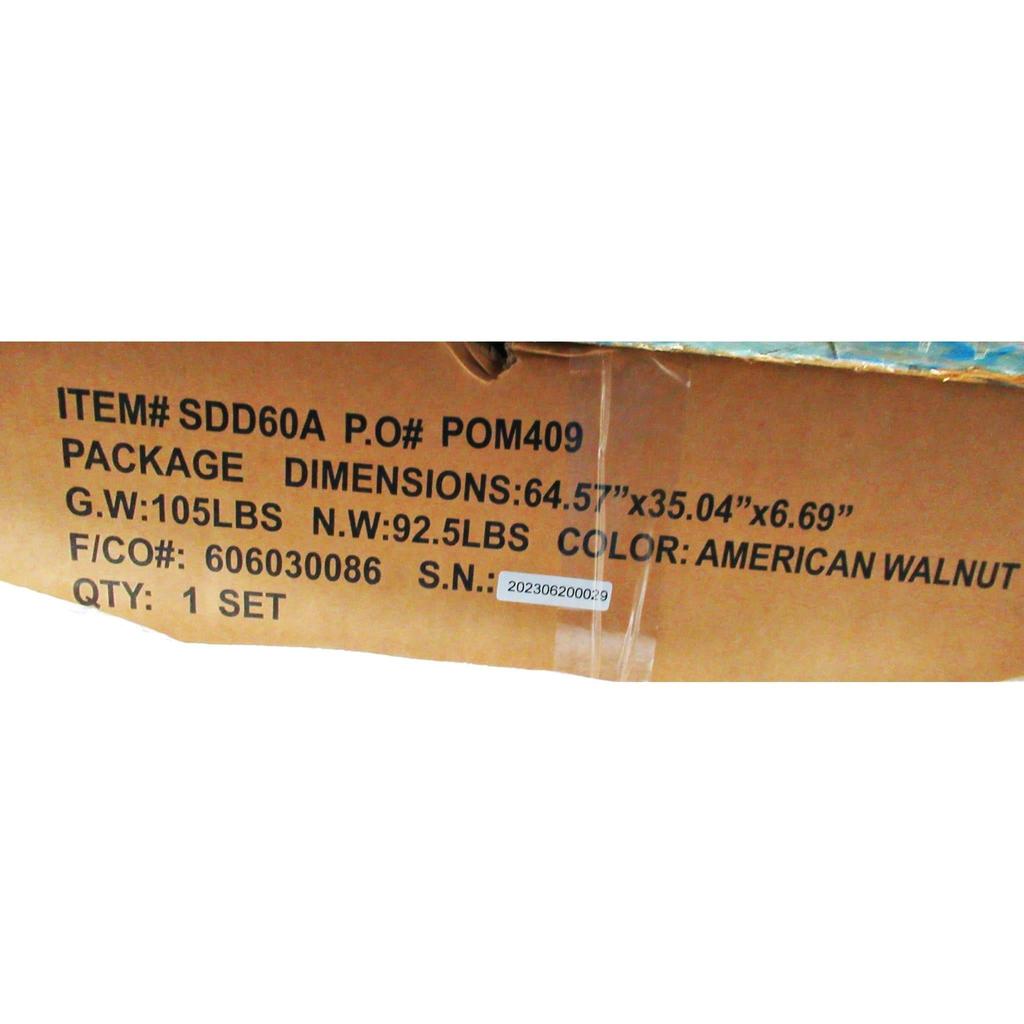 ITEM# SDD60A P.O# POM409
PACKAGE DIMENSIONS:64.57”x35.04”x6.69”
G.W:105LBS N.W:92.5LBS COLOR: AMERICAN WALNUT
F/CO#: 606030086 S.N.: 202306200029
QTY: 1 SET